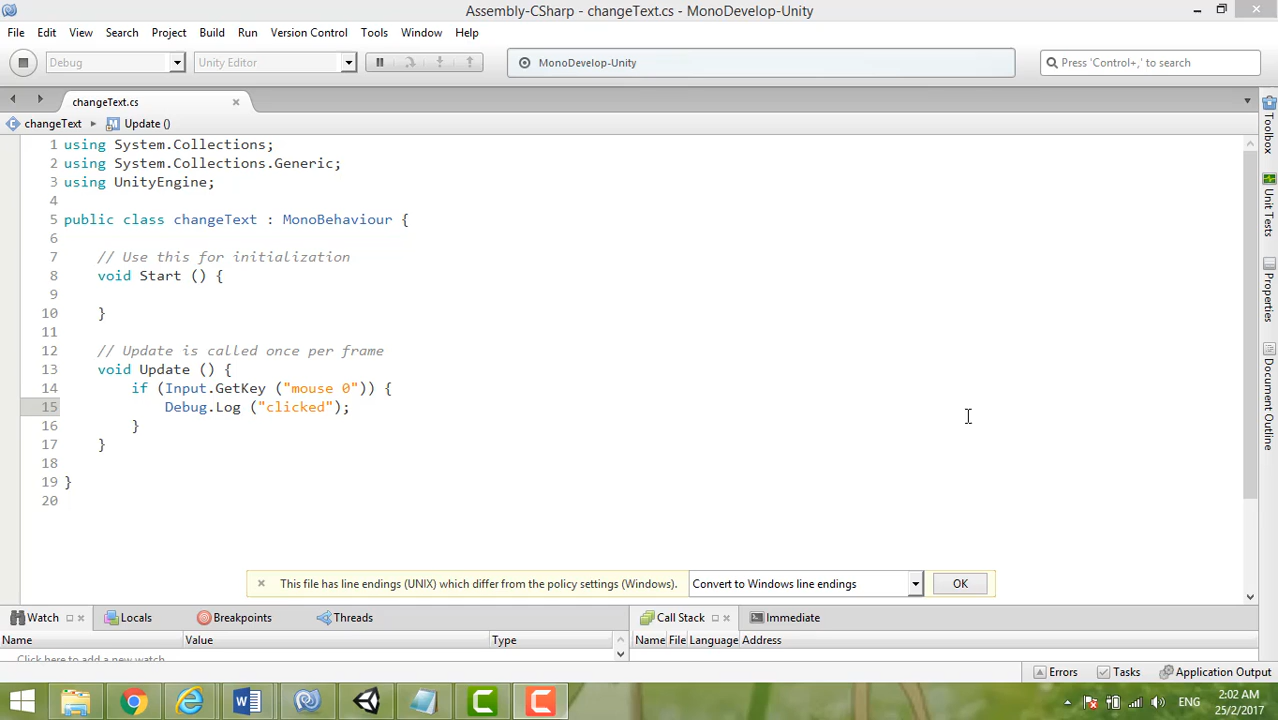 Assembly-CSharp - changeText.cs - MonoDevelop-Unity
File Edit View Search Project Build Run Version Control Tools Window Help
Debug Unity Editor MonoDevelop-Unity Press 'Control+,' to search
changeText.cs
changeText Update ()
1 using System.Collections;
2 using System.Collections.Generic;
3 using UnityEngine;
4
5 public class changeText : MonoBehaviour {
6
7 // Use this for initialization
8 void Start () {
9
10 }
11
12 // Update is called once per frame
13 void Update () {
14 if (Input.GetKey ("mouse 0")) {
15 Debug.Log ("clicked");
16 }
17 }
18
19 }
20
Toolbox
Unit Tests
Properties
Document Outline
This file has line endings (UNIX) which differ from the policy settings (Windows). Convert to Windows line endings OK
Watch Locals Breakpoints Threads Call Stack Immediate
Name Value Type Name File Language Address
Click here to add a new watch
Errors Tasks Application Output
ENG 2:02 AM
25/2/2017